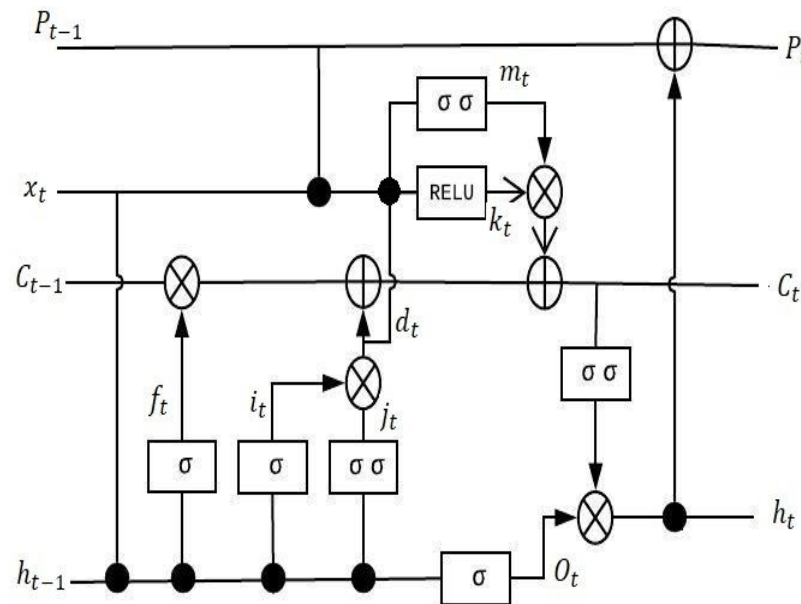 P_{t-1}
P_t
σ σ
m_t
x_t
RELU
k_t
C_{t-1}
C_t
d_t
σ σ
f_t
i_t
j_t
σ
σ
σ σ
h_t
h_{t-1}
σ
O_t